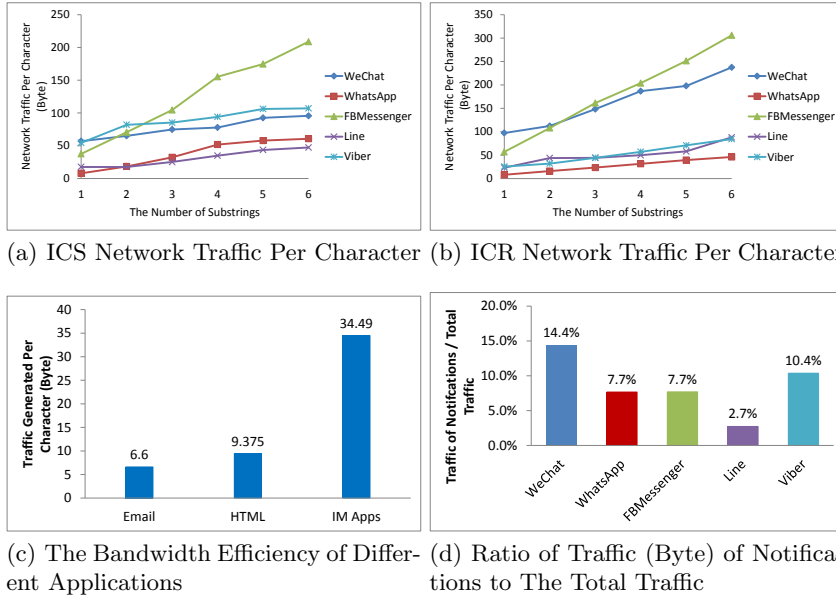 250
200
150
100
50
0
Network Traffic Per Character
(Byte)
1 2 3 4 5 6
The Number of Substrings
WeChat
WhatsApp
FBMessenger
Line
Viber
350
300
250
200
150
100
50
0
Network Traffic Per Character
(Byte)
1 2 3 4 5 6
The Number of Substrings
WeChat
WhatsApp
FBMessenger
Line
Viber
(a) ICS Network Traffic Per Character
(b) ICR Network Traffic Per Character
40
35
30
25
20
15
10
5
0
Traffic Generated Per
Character (Byte)
6.6
9.375
34.49
Email HTML IM Apps
20.0%
15.0%
10.0%
5.0%
0.0%
Traffic of Notifcations / Total
Traffic
14.4%
7.7%
7.7%
2.7%
10.4%
WeChat
WhatsApp
FBMessenger
Line
Viber
(c) The Bandwidth Efficiency of Differ-
ent Applications
(d) Ratio of Traffic (Byte) of Notifica-
tions to The Total Traffic